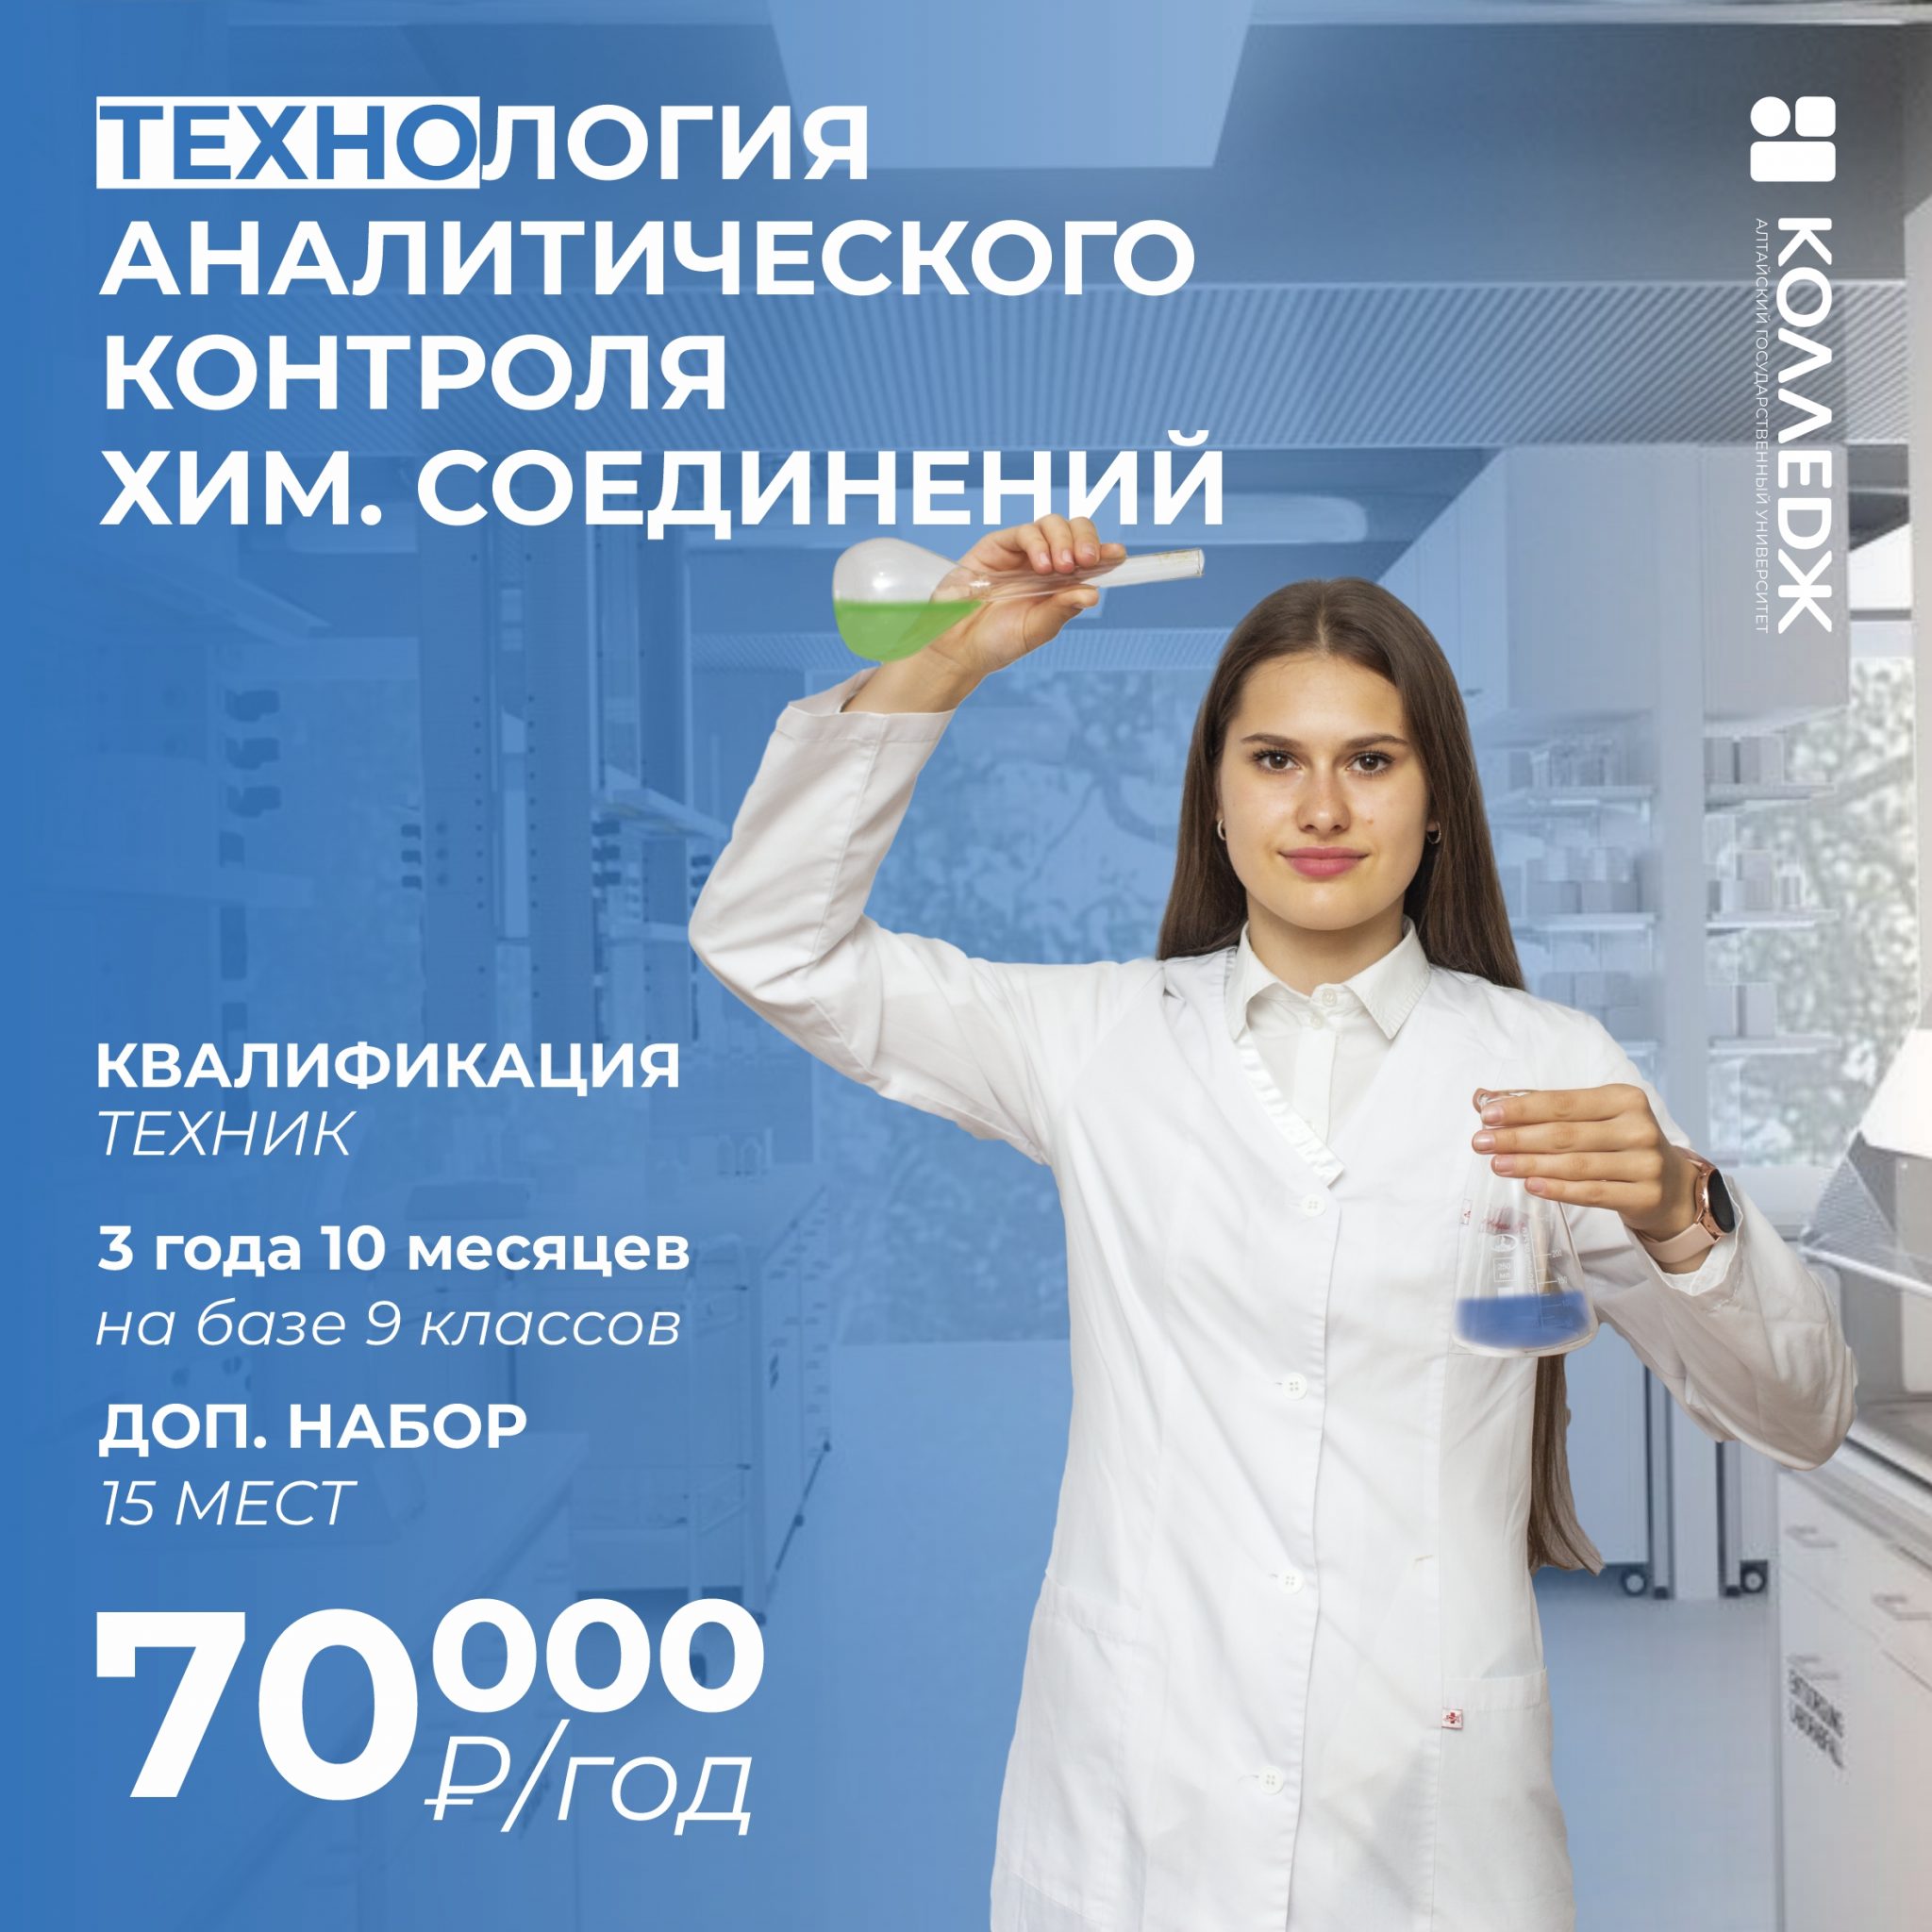 ТЕХНОЛОГИЯ
АНАЛИТИЧЕСКОГО
КОНТРОЛЯ
ХИМ. СОЕДИНЕНИЙ
КОЛЛЕДЖ
АЛТАЙСКИЙ ГОСУДАРСТВЕННЫЙ УНИВЕРСИТЕТ
КВАЛИФИКАЦИЯ
ТЕХНИК
3 года 10 месяцев
на базе 9 классов
ДОП. НАБОР
15 МЕСТ
70 000
₽/год